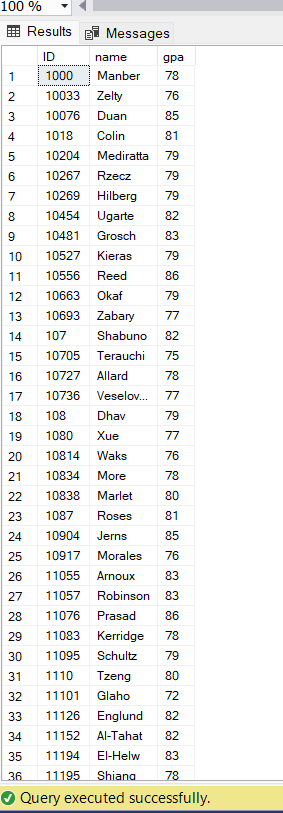 100 %
Results Messages
ID name gpa
1 1000 Manber 78
2 10033 Zelty 76
3 10076 Duan 85
4 1018 Colin 81
5 10204 Mediratta 79
6 10267 Rzecz 79
7 10269 Hilberg 79
8 10454 Ugarte 82
9 10481 Grosch 83
10 10527 Kieras 79
11 10556 Reed 86
12 10663 Okaf 79
13 10693 Zabary 77
14 107 Shabuno 82
15 10705 Terauchi 75
16 10727 Allard 78
17 10736 Veselov... 77
18 108 Dhav 79
19 1080 Xue 77
20 10814 Waks 76
21 10834 More 78
22 10838 Marlet 80
23 1087 Roses 81
24 10904 Jerns 85
25 10917 Morales 76
26 11055 Arnoux 83
27 11057 Robinson 83
28 11076 Prasad 86
29 11083 Kerridge 78
30 11095 Schultz 79
31 1110 Tzeng 80
32 11101 Glaho 72
33 11126 Englund 82
34 11152 Al-Tahat 82
35 11194 El-Helw 83
36 11195 Shiang 78
Query executed successfully.